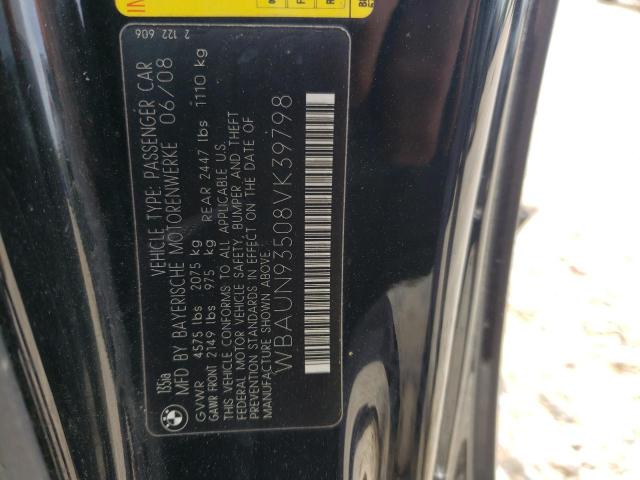 2 122 606
135ia VEHICLE TYPE: PASSENGER CAR
MFD BY BAYERISCHE MOTORENWERKE 06/08
GVWR 4575 lbs 2075 kg
GAWR FRONT 2149 lbs 975 kg REAR 2447 lbs 1110 kg
THIS VEHICLE CONFORMS TO ALL APPLICABLE U.S.
FEDERAL MOTOR VEHICLE SAFETY, BUMPER, AND THEFT
PREVENTION STANDARDS IN EFFECT ON THE DATE OF
MANUFACTURE SHOWN ABOVE.
WBAUN93508VK39798